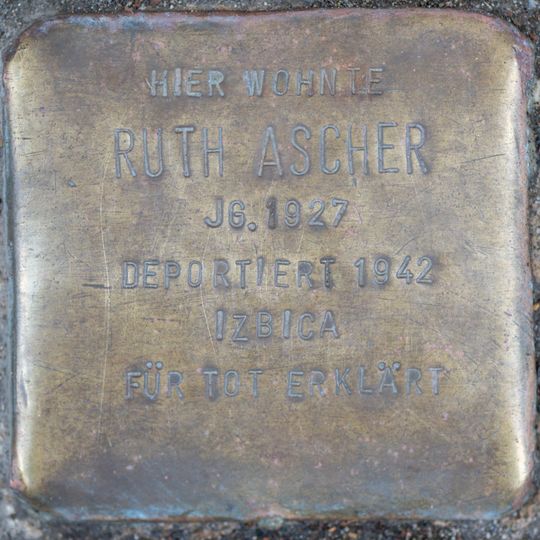 HIER WOHNTE
RUTH ASCHER
JG. 1927
DEPORTIERT 1942
IZBICA
FÜR TOT ERKLÄRT